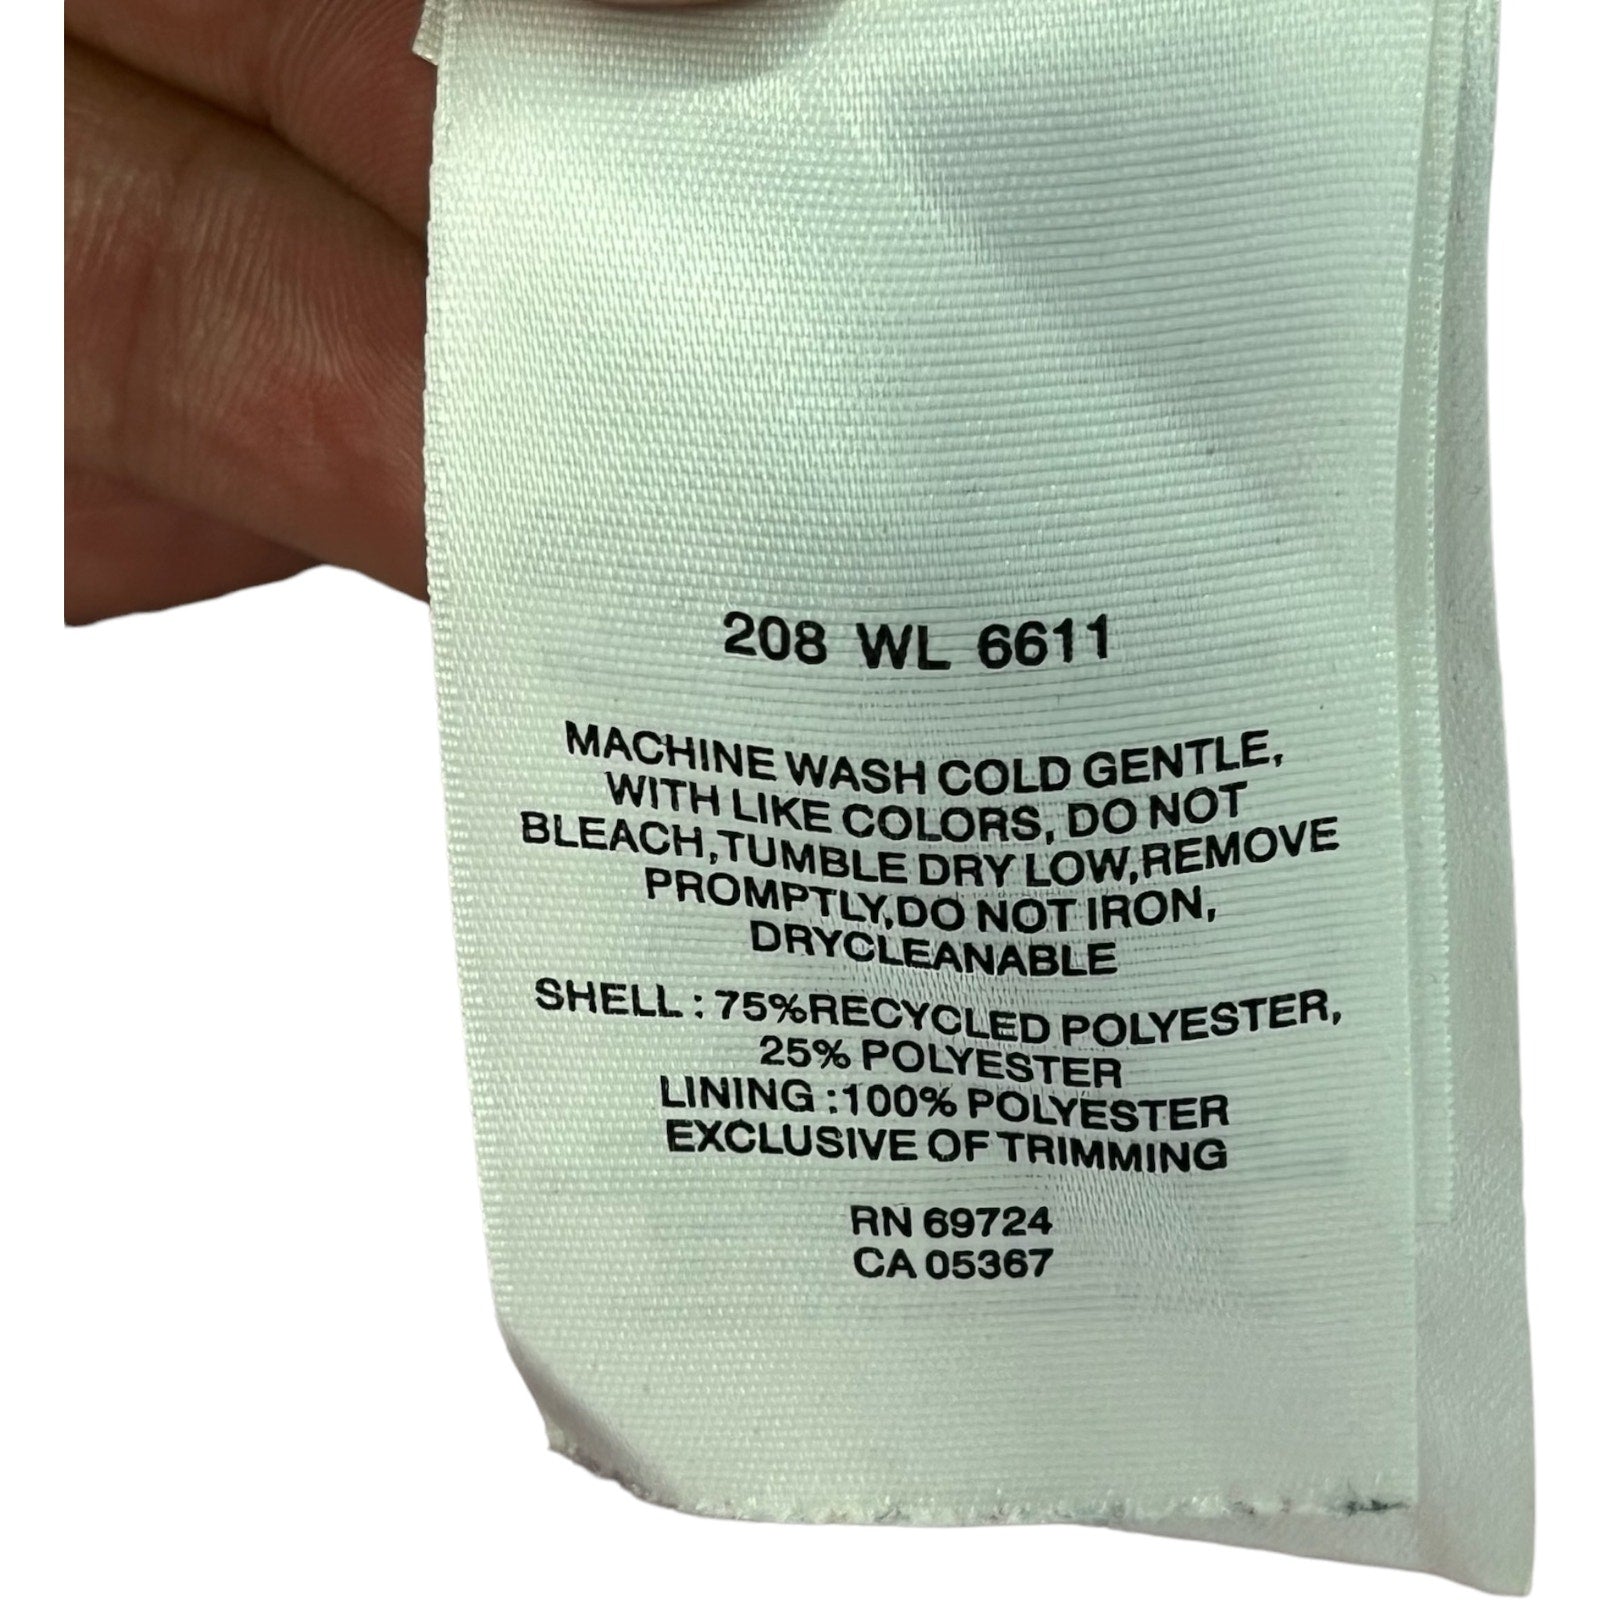 208 WL 6611
MACHINE WASH COLD GENTLE,
WITH LIKE COLORS, DO NOT
BLEACH,TUMBLE DRY LOW,REMOVE
PROMPTLY,DO NOT IRON,
DRYCLEANABLE
SHELL : 75%RECYCLED POLYESTER,
25% POLYESTER
LINING :100% POLYESTER
EXCLUSIVE OF TRIMMING
RN 69724
CA 05367